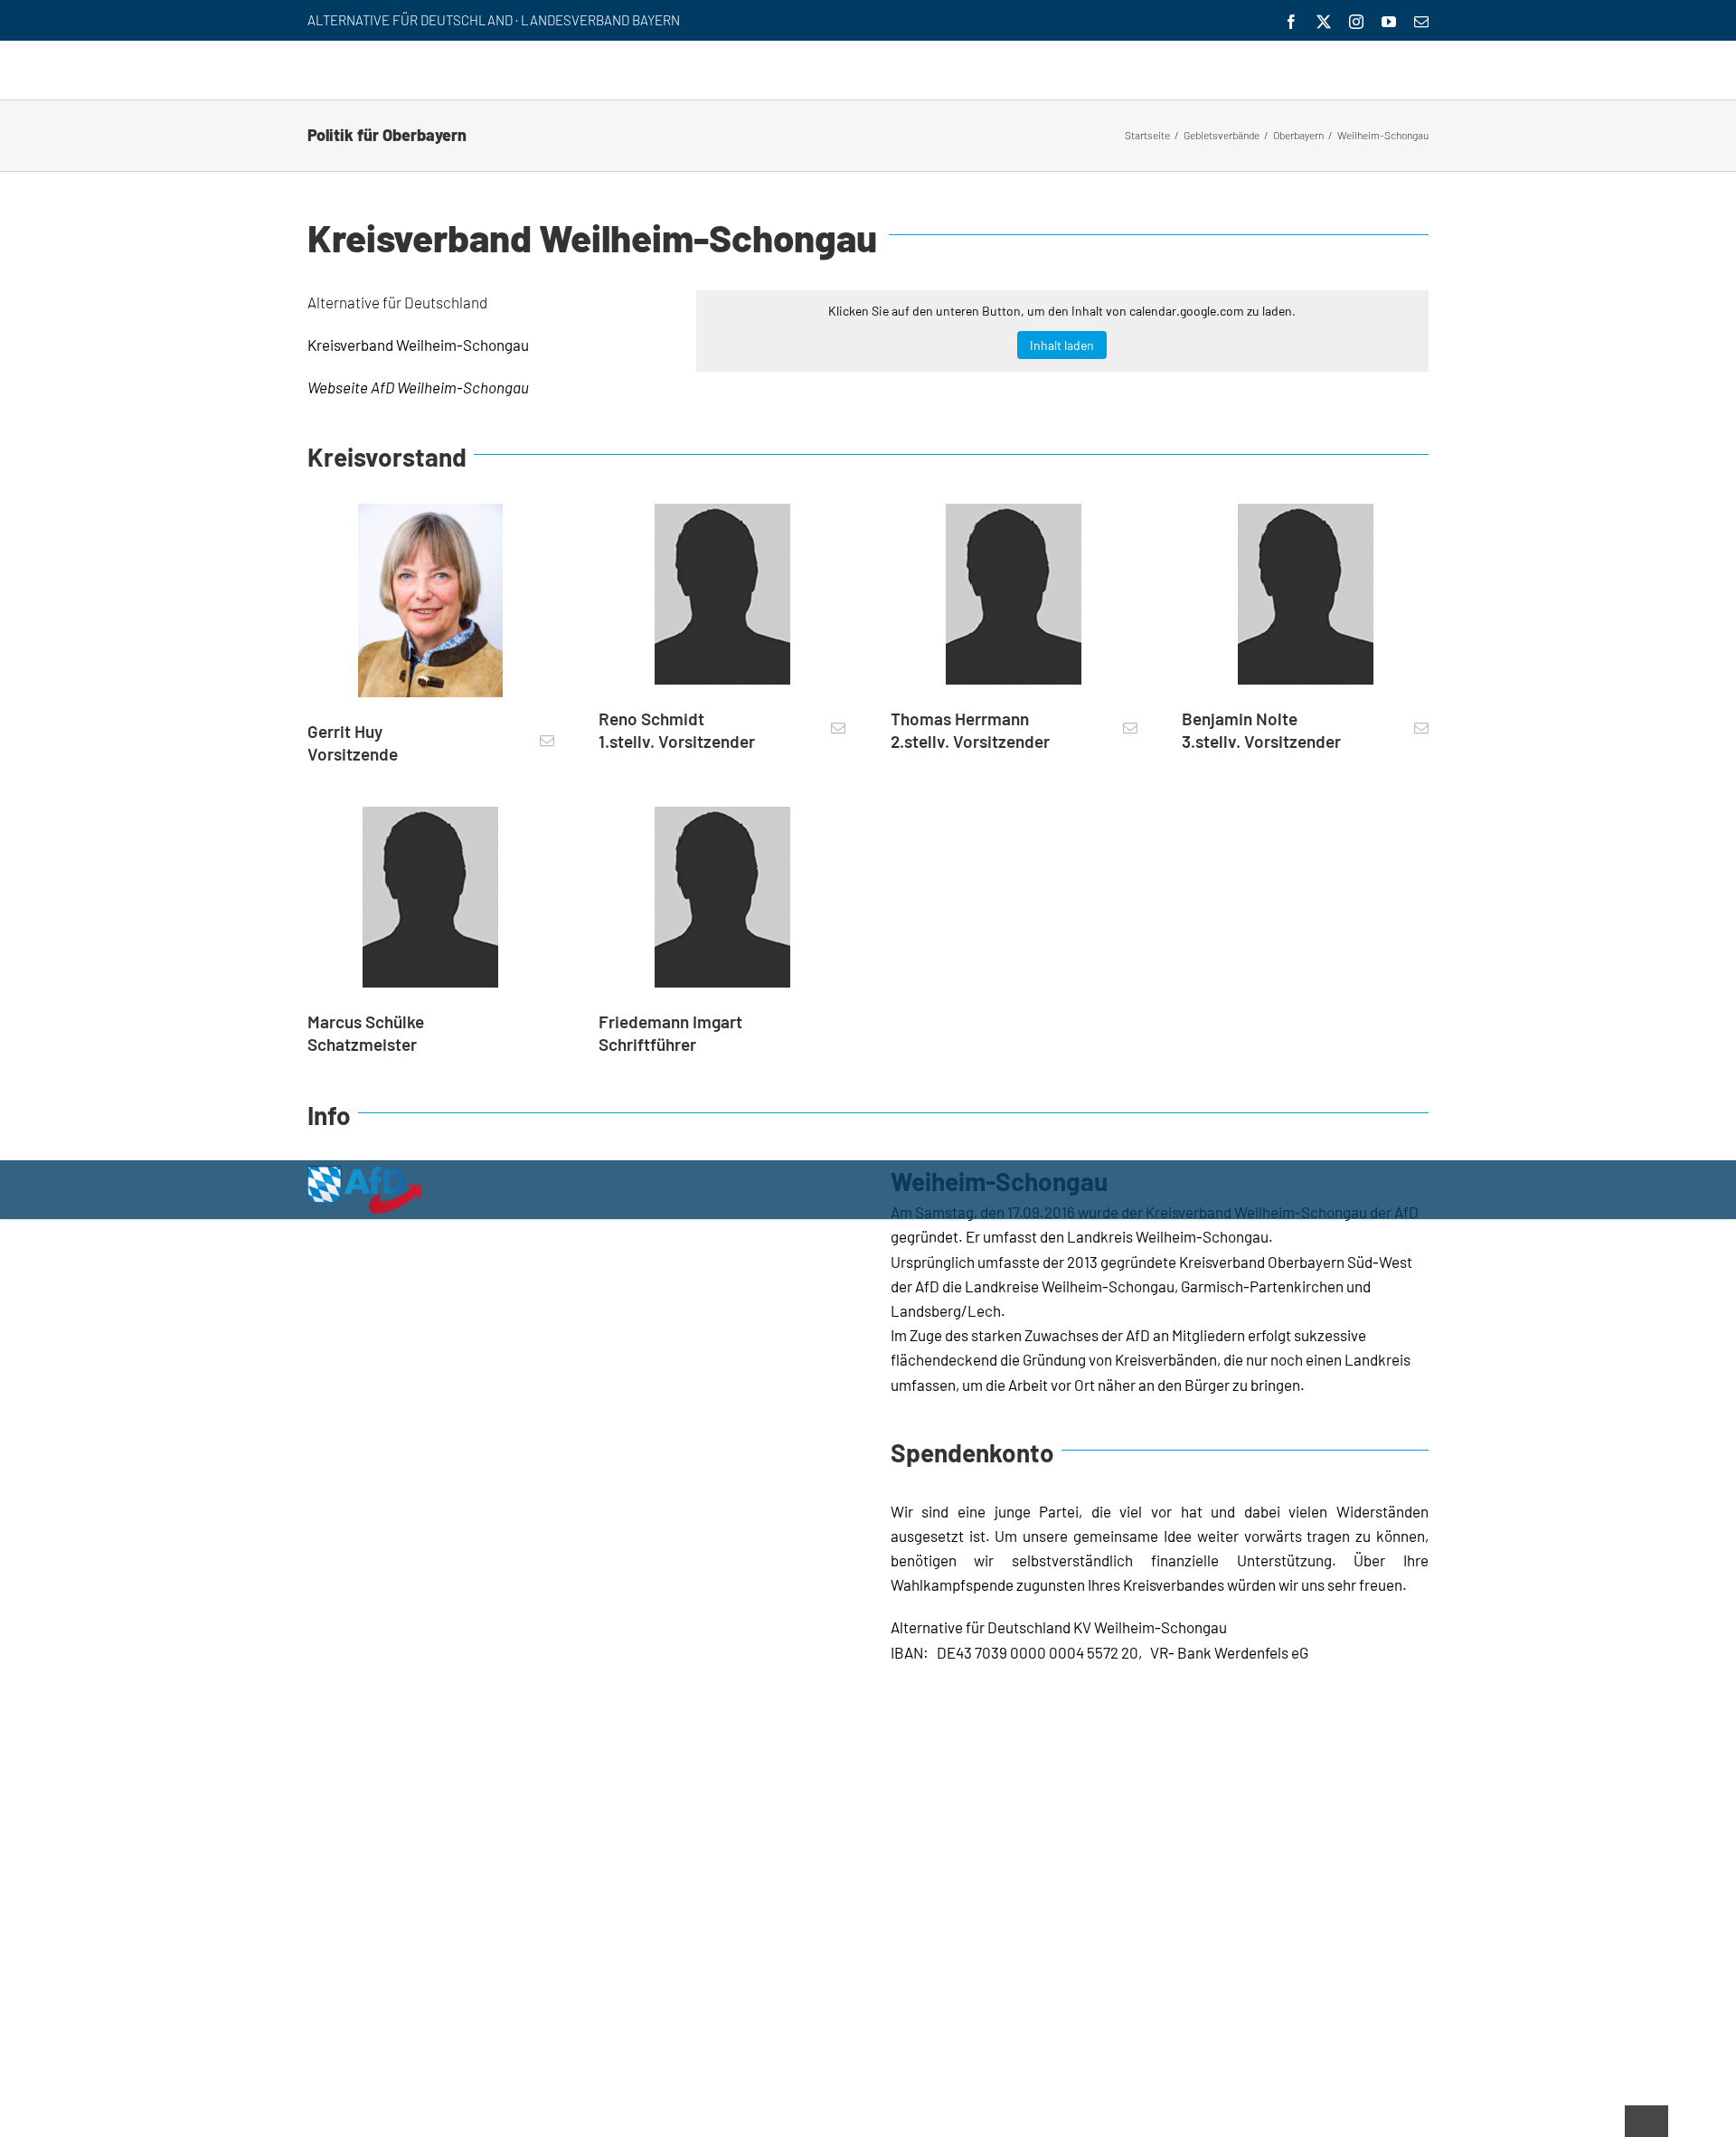 ALTERNATIVE FÜR DEUTSCHLAND · LANDESVERBAND BAYERN
Politik für Oberbayern
Startseite / Gebietsverbände / Oberbayern / Weilheim-Schongau
Kreisverband Weilheim-Schongau
Alternative für Deutschland
Kreisverband Weilheim-Schongau
Webseite AfD Weilheim-Schongau
Klicken Sie auf den unteren Button, um den Inhalt von calendar.google.com zu laden.
Inhalt laden
Kreisvorstand
Gerrit Huy
Vorsitzende
Reno Schmidt
1.stellv. Vorsitzender
Thomas Herrmann
2.stellv. Vorsitzender
Benjamin Nolte
3.stellv. Vorsitzender
Marcus Schülke
Schatzmeister
Friedemann Imgart
Schriftführer
Info
AfD
Weiheim-Schongau
Am Samstag, den 17.09.2016 wurde der Kreisverband Weilheim-Schongau der AfD
gegründet. Er umfasst den Landkreis Weilheim-Schongau.
Ursprünglich umfasste der 2013 gegründete Kreisverband Oberbayern Süd-West
der AfD die Landkreise Weilheim-Schongau, Garmisch-Partenkirchen und
Landsberg/Lech.
Im Zuge des starken Zuwachses der AfD an Mitgliedern erfolgt sukzessive
flächendeckend die Gründung von Kreisverbänden, die nur noch einen Landkreis
umfassen, um die Arbeit vor Ort näher an den Bürger zu bringen.
Spendenkonto
Wir sind eine junge Partei, die viel vor hat und dabei vielen Widerständen
ausgesetzt ist. Um unsere gemeinsame Idee weiter vorwärts tragen zu können,
benötigen wir selbstverständlich finanzielle Unterstützung. Über Ihre
Wahlkampfspende zugunsten Ihres Kreisverbandes würden wir uns sehr freuen.
Alternative für Deutschland KV Weilheim-Schongau
IBAN: DE43 7039 0000 0004 5572 20, VR- Bank Werdenfels eG